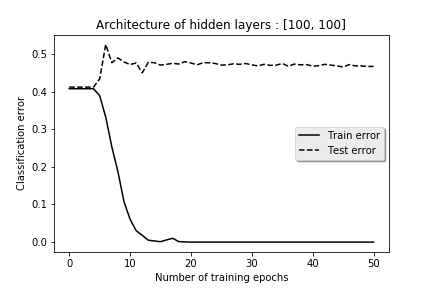 Architecture of hidden layers : [100, 100]
Classification error
0.5
0.4
0.3
0.2
0.1
0.0
Train error
Test error
0 10 20 30 40 50
Number of training epochs